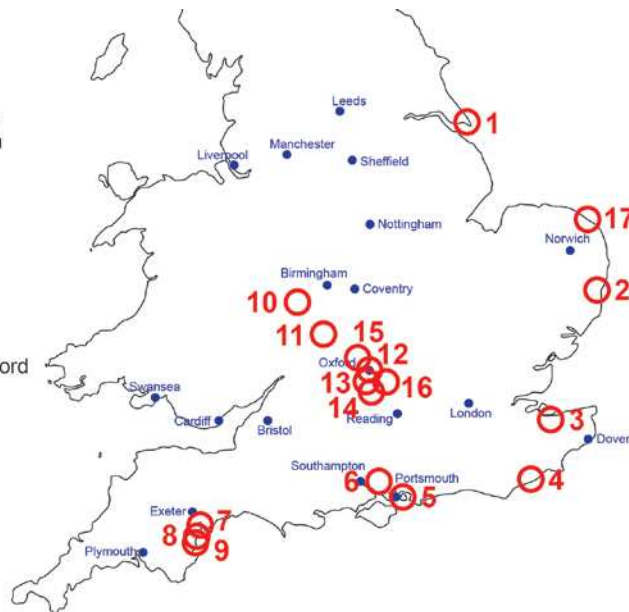 Leeds
1
Manchester
Liverpool
Sheffield
17
Nottingham
Norwich
Birmingham
2
10
Coventry
11
15
12
Oxford
ord
13
16
Swansea
14
London
3
Cardiff
Bristol
Reading
Dover
Southampton
6
Portsmouth
4
5
Exeter
7
8
Plymouth
9